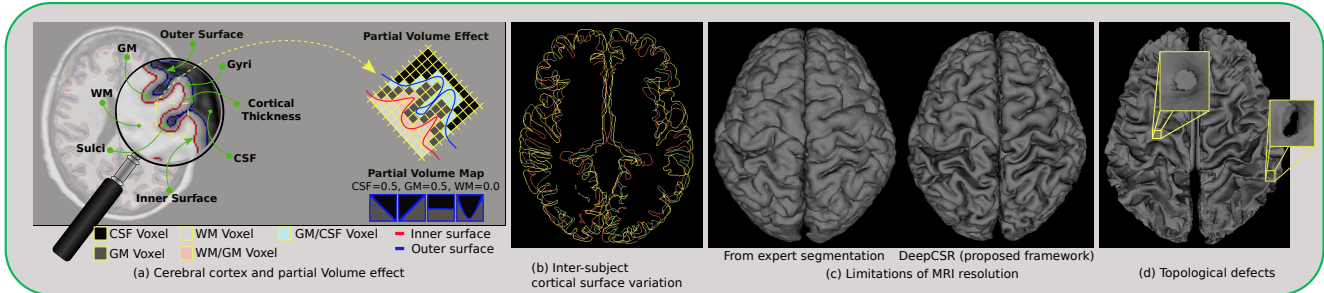 Outer Surface
GM
Gyri
WM
Cortical
Thickness
Sulci
CSF
Inner Surface
Partial Volume Effect
Partial Volume Map
CSF=0.5, GM=0.5, WM=0.0
CSF Voxel
WM Voxel
GM/CSF Voxel
Inner surface
GM Voxel
WM/GM Voxel
Outer surface
(a) Cerebral cortex and partial Volume effect
(b) Inter-subject
cortical surface variation
From expert segmentation
DeepCSR (proposed framework)
(c) Limitations of MRI resolution
(d) Topological defects